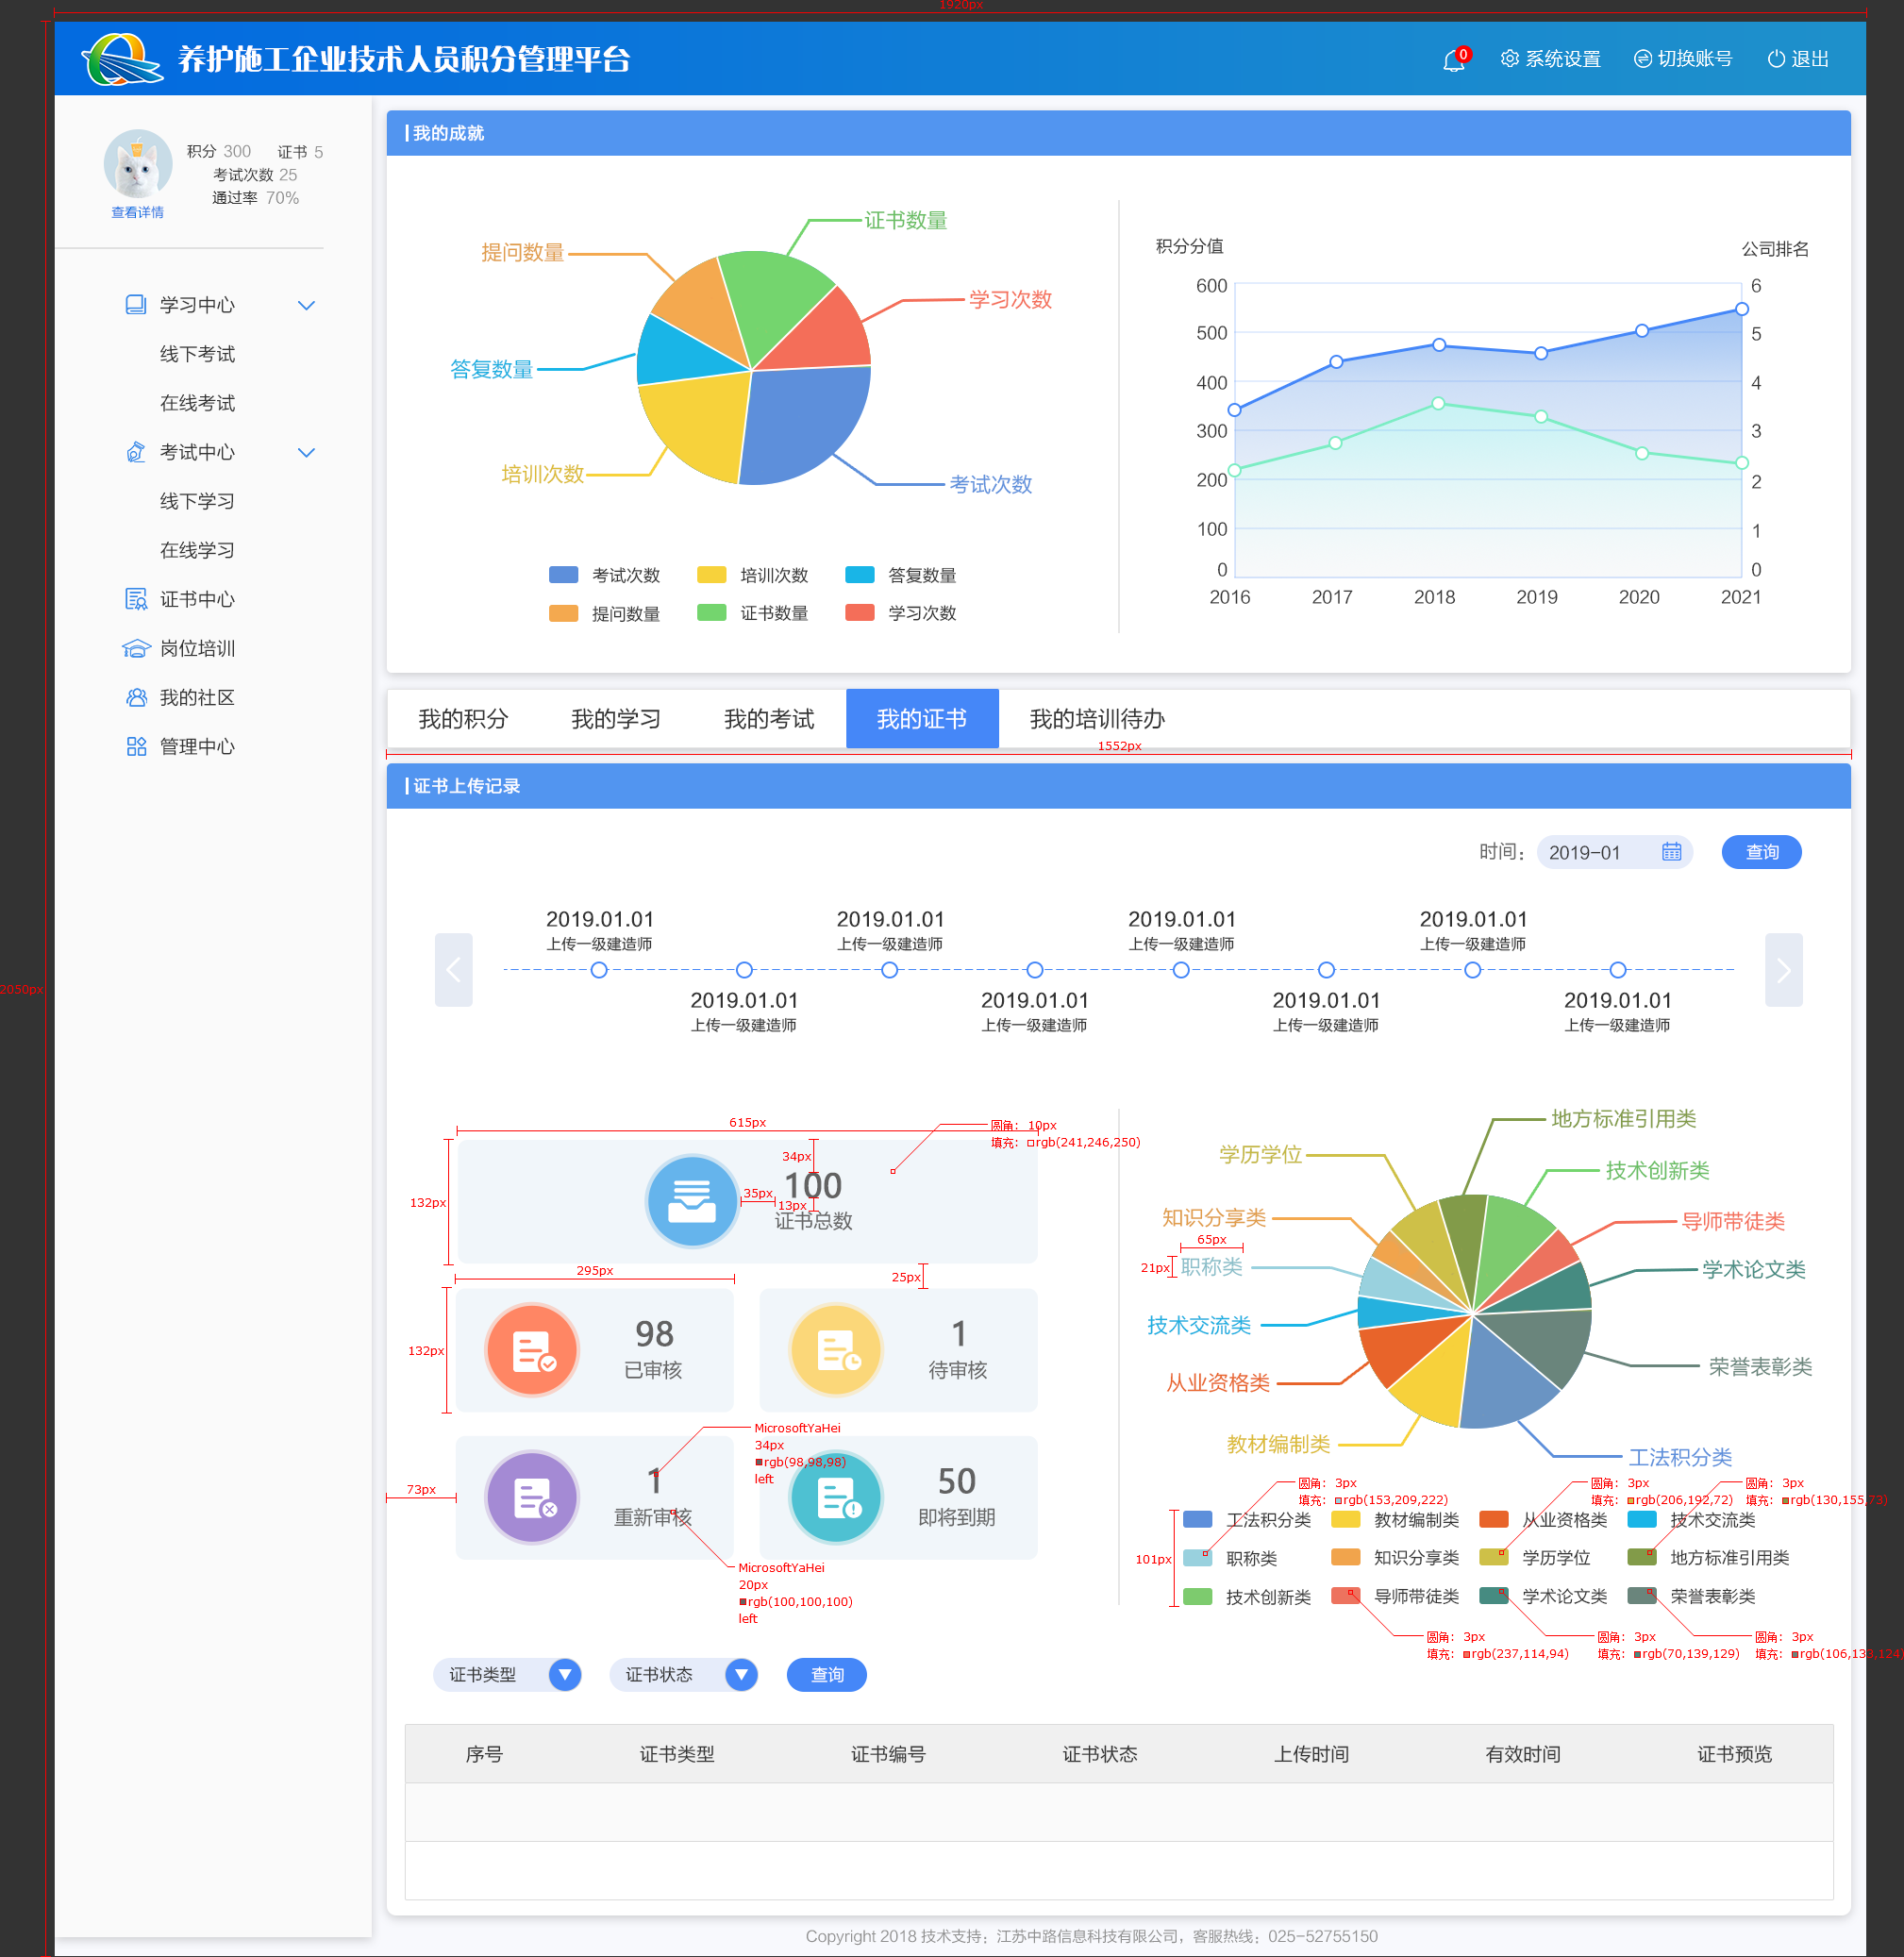 1920px
养护施工企业技术人员积分管理平台
0
系统设置
切换账号
退出
积分 300 证书 5
考试次数 25
通过率 70%
查看详情
学习中心
线下考试
在线考试
考试中心
线下学习
在线学习
证书中心
岗位培训
我的社区
管理中心
2050px
我的成就
证书数量
提问数量
学习次数
答复数量
培训次数
考试次数
考试次数 培训次数 答复数量
提问数量 证书数量 学习次数
积分分值
公司排名
600 6
500 5
400 4
300 3
200 2
100 1
0 0
2016 2017 2018 2019 2020 2021
我的积分 我的学习 我的考试 我的证书 我的培训待办
1552px
证书上传记录
时间： 2019-01 查询
2019.01.01 2019.01.01 2019.01.01 2019.01.01
上传一级建造师 上传一级建造师 上传一级建造师 上传一级建造师
2019.01.01 2019.01.01 2019.01.01 2019.01.01
上传一级建造师 上传一级建造师 上传一级建造师 上传一级建造师
615px
圆角： 10px
填充： rgb(241,246,250)
34px
132px
35px
100
13px
证书总数
295px
25px
132px
98
已审核
1
待审核
MicrosoftYaHei
34px
rgb(98,98,98)
left
73px
1
重新审核
50
即将到期
MicrosoftYaHei
20px
rgb(100,100,100)
left
地方标准引用类
学历学位
技术创新类
知识分享类
导师带徒类
65px
21px
职称类
学术论文类
技术交流类
荣誉表彰类
从业资格类
教材编制类
工法积分类
圆角： 3px
填充： rgb(153,209,222)
圆角： 3px
填充： rgb(206,192,72)
圆角： 3px
填充： rgb(130,155,73)
101px
工法积分类 教材编制类 从业资格类 技术交流类
职称类 知识分享类 学历学位 地方标准引用类
技术创新类 导师带徒类 学术论文类 荣誉表彰类
圆角： 3px
填充： rgb(237,114,94)
圆角： 3px
填充： rgb(70,139,129)
圆角： 3px
填充： rgb(106,133,124)
证书类型 证书状态 查询
序号 证书类型 证书编号 证书状态 上传时间 有效时间 证书预览
Copyright 2018 技术支持：江苏中路信息科技有限公司，客服热线：025-52755150